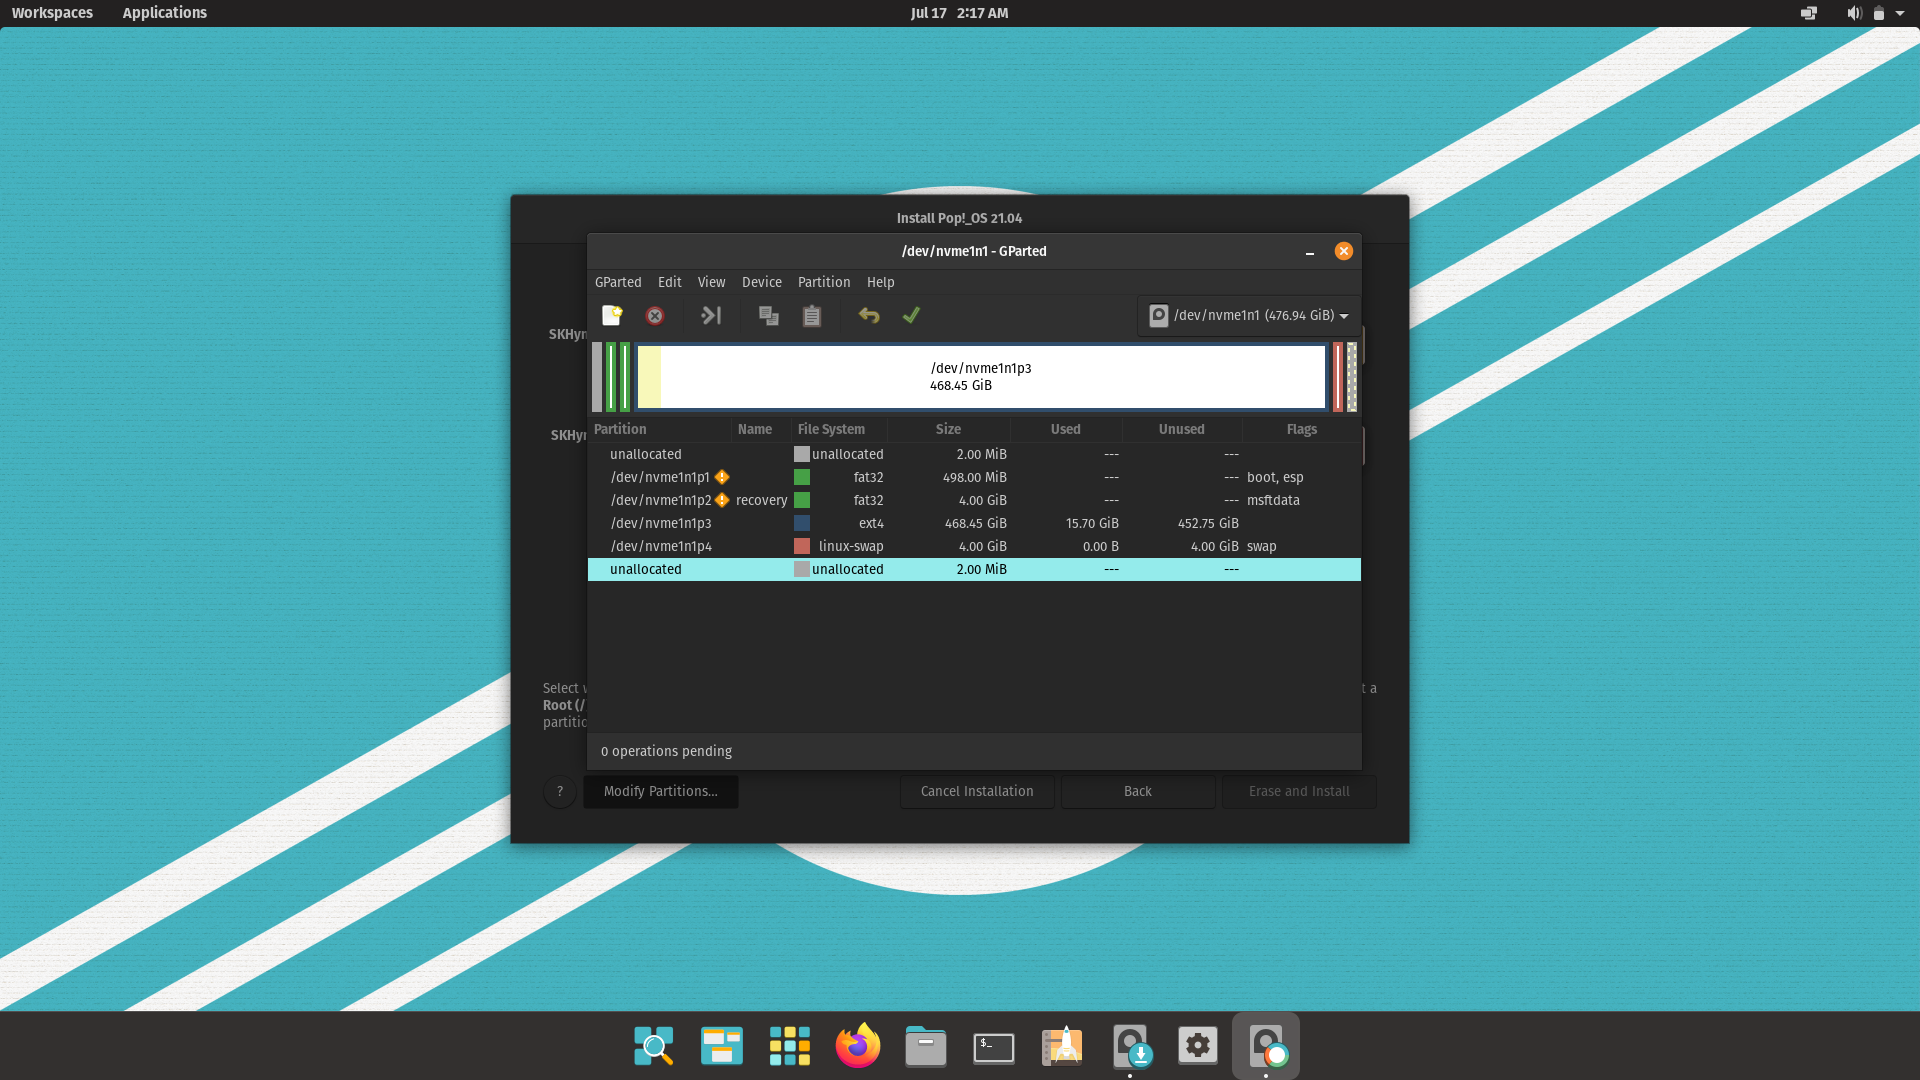 Workspaces Applications Jul 17 2:17 AM
Install Pop!_OS 21.04
/dev/nvme1n1 - GParted
GParted Edit View Device Partition Help
/dev/nvme1n1 (476.94 GiB)
SKHyn
/dev/nvme1n1p3
468.45 GiB
SKHyn
Partition Name File System Size Used Unused Flags
unallocated unallocated 2.00 MiB --- ---
/dev/nvme1n1p1 fat32 498.00 MiB --- --- boot, esp
/dev/nvme1n1p2 recovery fat32 4.00 GiB --- --- msftdata
/dev/nvme1n1p3 ext4 468.45 GiB 15.70 GiB 452.75 GiB
/dev/nvme1n1p4 linux-swap 4.00 GiB 0.00 B 4.00 GiB swap
unallocated unallocated 2.00 MiB --- ---
Select t a
Root (/
partitio
0 operations pending
? Modify Partitions... Cancel Installation Back Erase and Install
$_